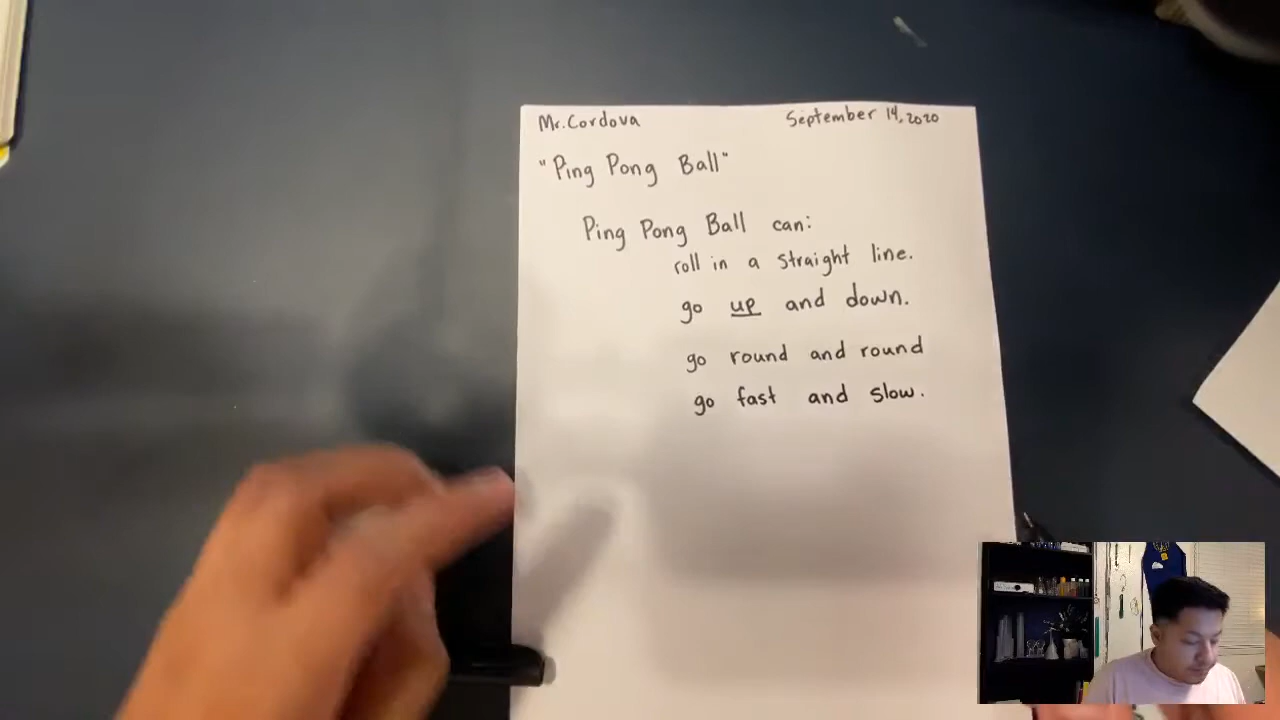 Mr. Cordova September 14, 2020
"Ping Pong Ball"
Ping Pong Ball can:
roll in a straight line.
go up and down.
go round and round
go fast and slow.